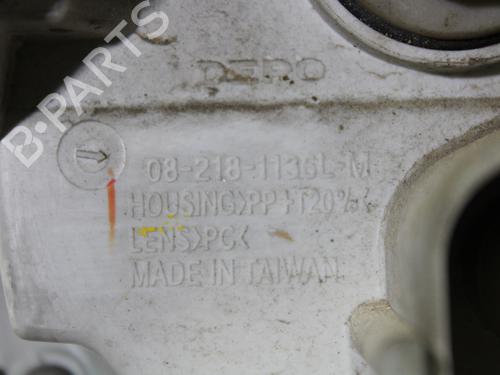 B-PARTS
DEPO
08-218-1136L-M
HOUSING>PP+T20%<
LENS>PC<
MADE IN TAIWAN